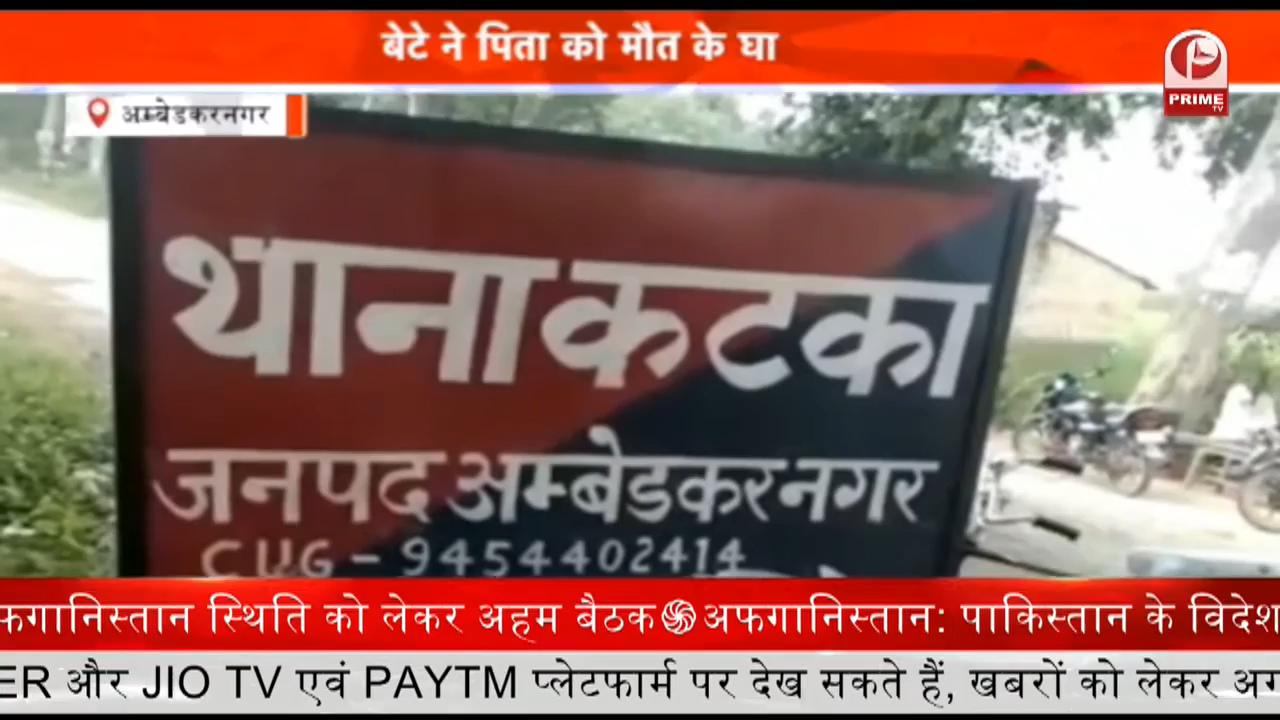 बेटे ने पिता को मौत के घा
PRIME
TV
अम्बेडकरनगर
थाना कटका
जनपद अम्बेडकरनगर
CUG - 9454402414
फगानिस्तान स्थिति को लेकर अहम बैठक अफगानिस्तान: पाकिस्तान के विदेश
ER और JIO TV एवं PAYTM प्लेटफार्म पर देख सकते हैं, खबरों को लेकर अग